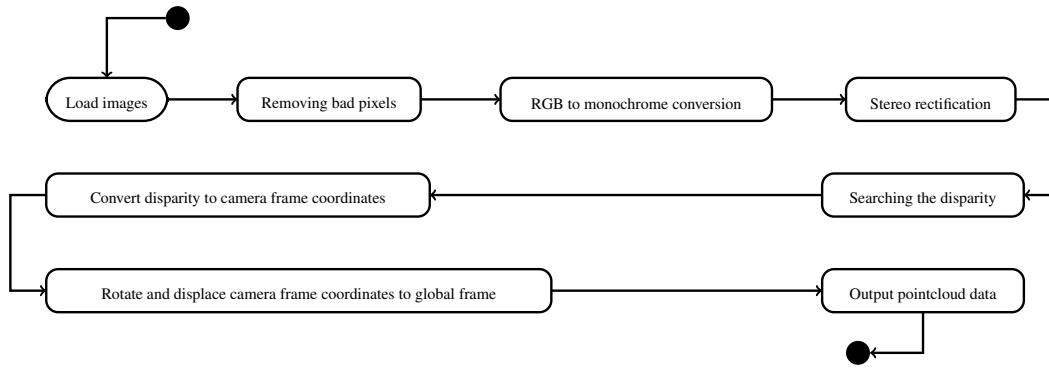 Load images
Removing bad pixels
RGB to monochrome conversion
Stereo rectification
Convert disparity to camera frame coordinates
Searching the disparity
Rotate and displace camera frame coordinates to global frame
Output pointcloud data